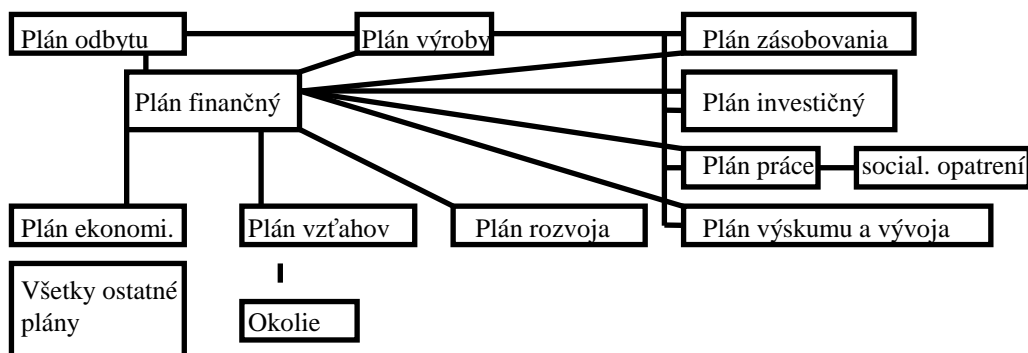 Plán odbytu
Plán výroby
Plán zásobovania
Plán finančný
Plán investičný
Plán práce
social. opatrení
Plán ekonomi.
Plán vzťahov
Plán rozvoja
Plán výskumu a vývoja
Všetky ostatné
plány
Okolie